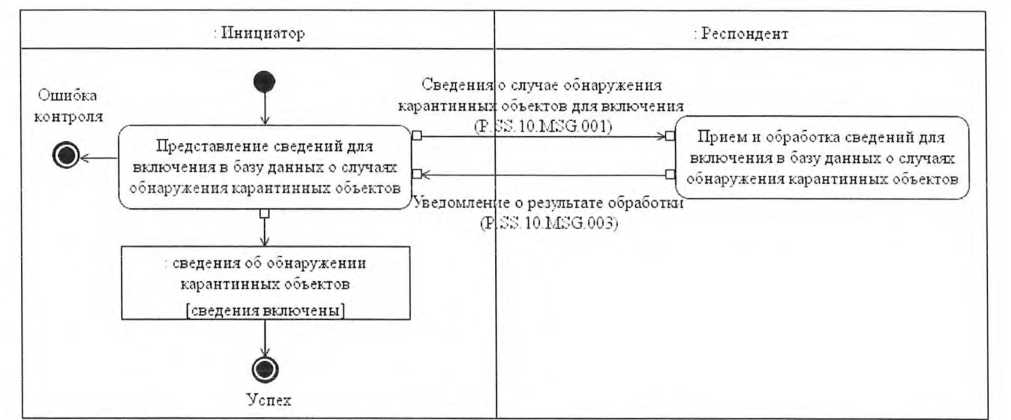 : Инициатор
: Респондент
Ошибка
контроля
Сведения о случае обнаружения
карантинных объектов для включения
(P.SS.10.MSG.001)
Представление сведений для
включения в базу данных о случаях
обнаружения карантинных объектов
Прием и обработка сведений для
включения в базу данных о случаях
обнаружения карантинных объектов
Уведомление о результате обработки
(P.SS.10.MSG.003)
: сведения об обнаружении
карантинных объектов
[сведения включены]
Успех